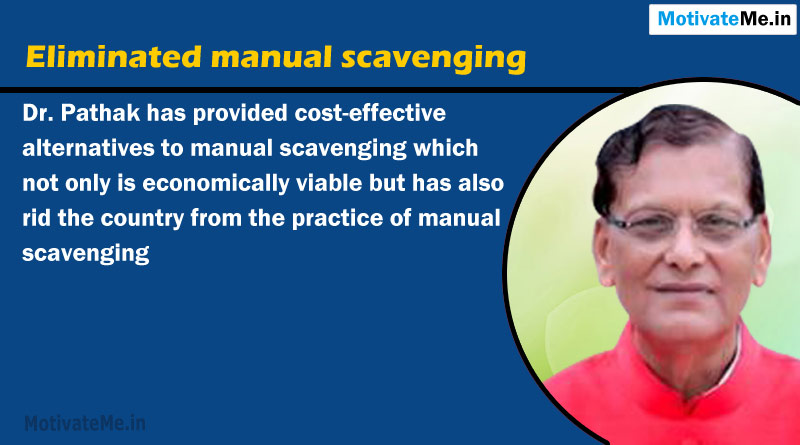 MotivateMe.in
Eliminated manual scavenging
Dr. Pathak has provided cost-effective
alternatives to manual scavenging which
not only is economically viable but has also
rid the country from the practice of manual
scavenging
MotivateMe.in